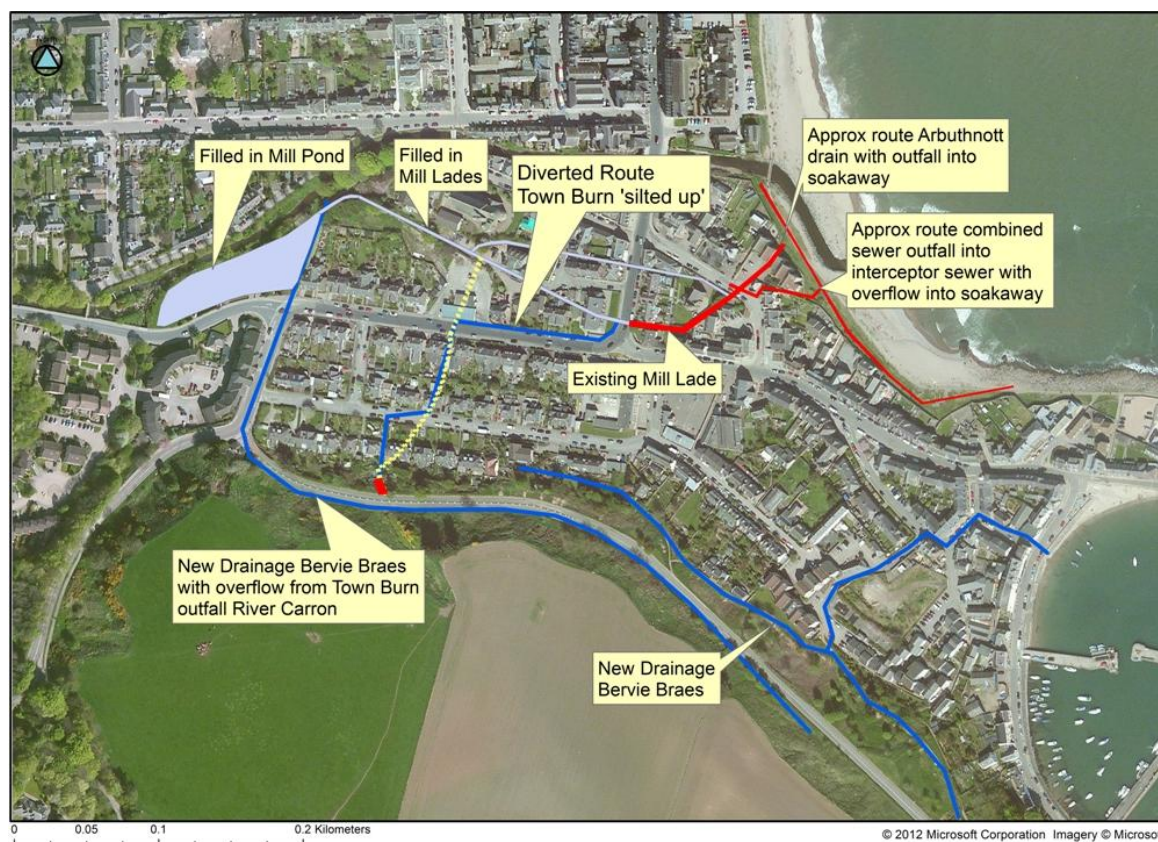 Filled in Mill Pond
Filled in
Mill Lades
Diverted Route
Town Burn 'silted up'
Approx route Arbuthnott
drain with outfall into
soakaway
Approx route combined
sewer outfall into
interceptor sewer with
overflow into soakaway
Existing Mill Lade
New Drainage Bervie Braes
with overflow from Town Burn
outfall River Carron
New Drainage
Bervie Braes
0 0.05 0.1 0.2 Kilometers
© 2012 Microsoft Corporation Imagery © Microsof